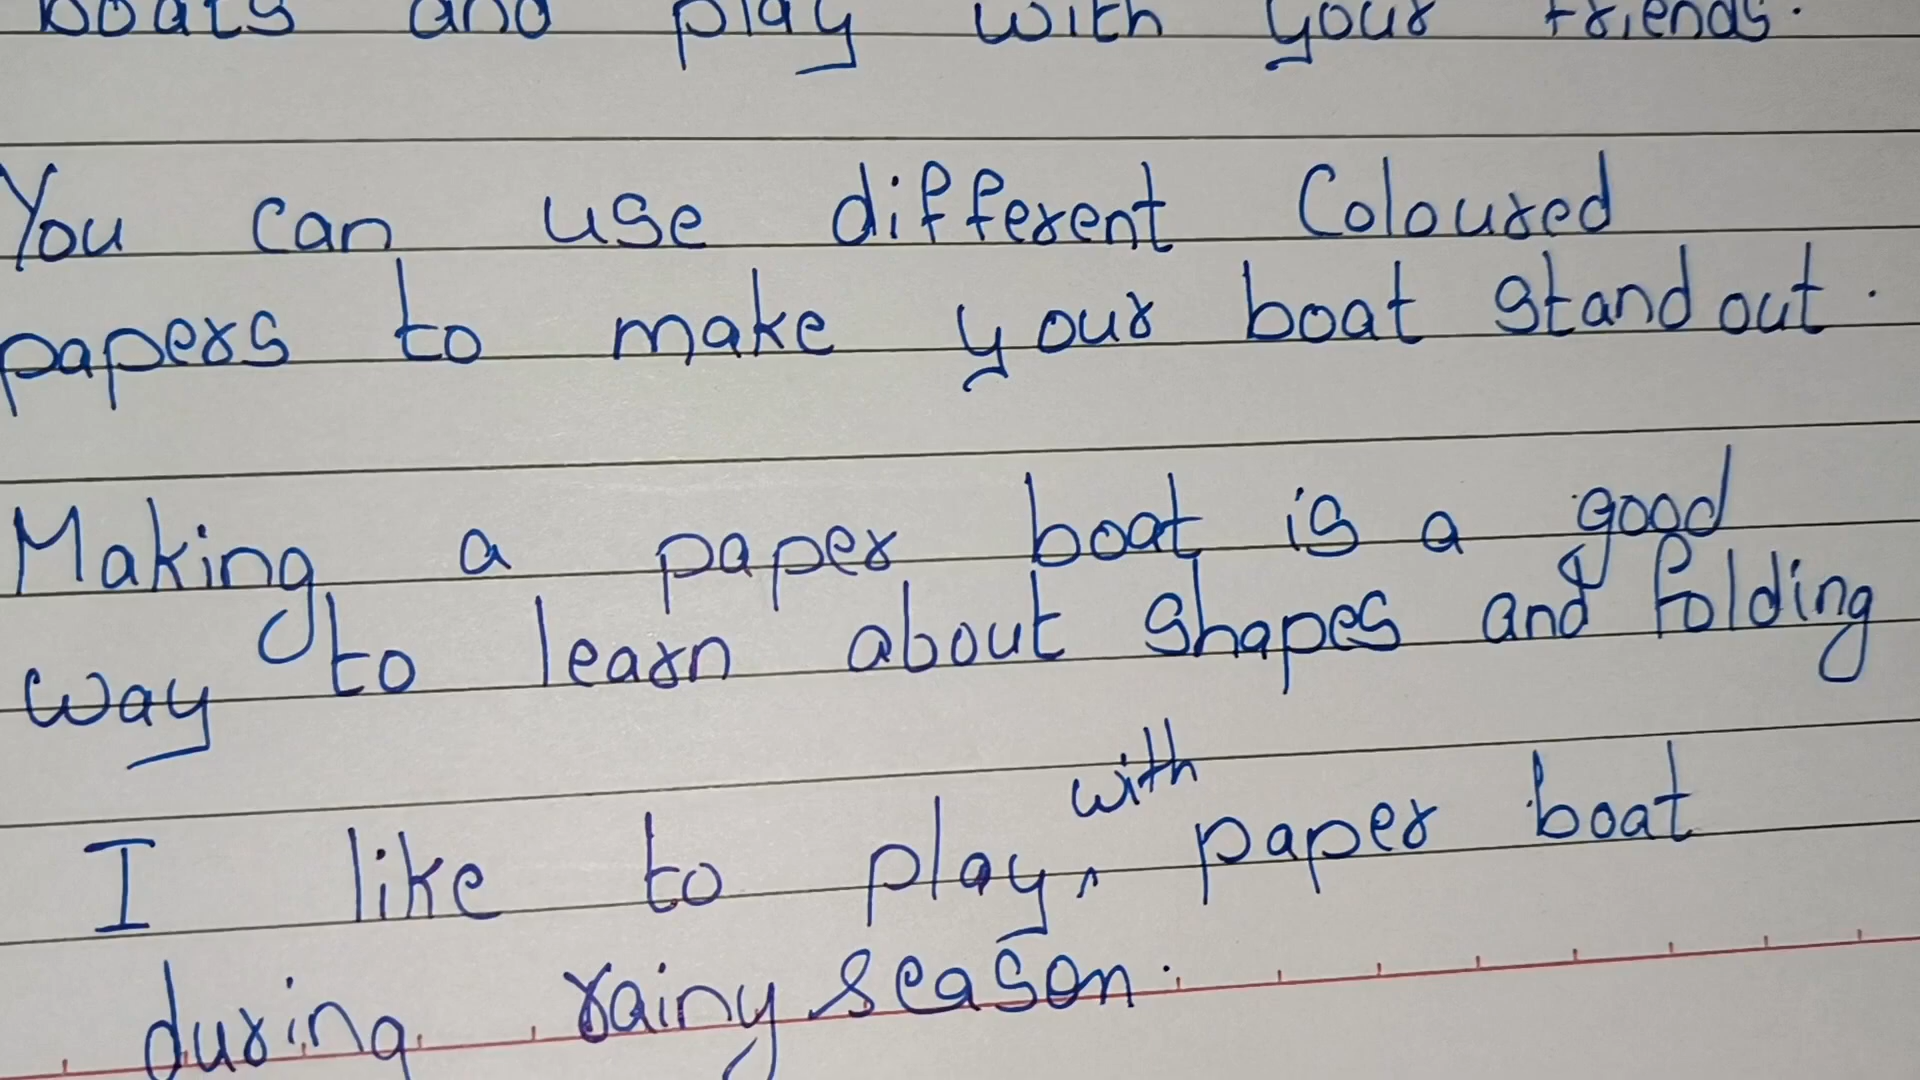 boats and play with your friends.
You can use different Coloured
papers to make your boat stand out.
Making a paper boat is a good
way to learn about shapes and folding
I like to play with paper boat
during rainy season.